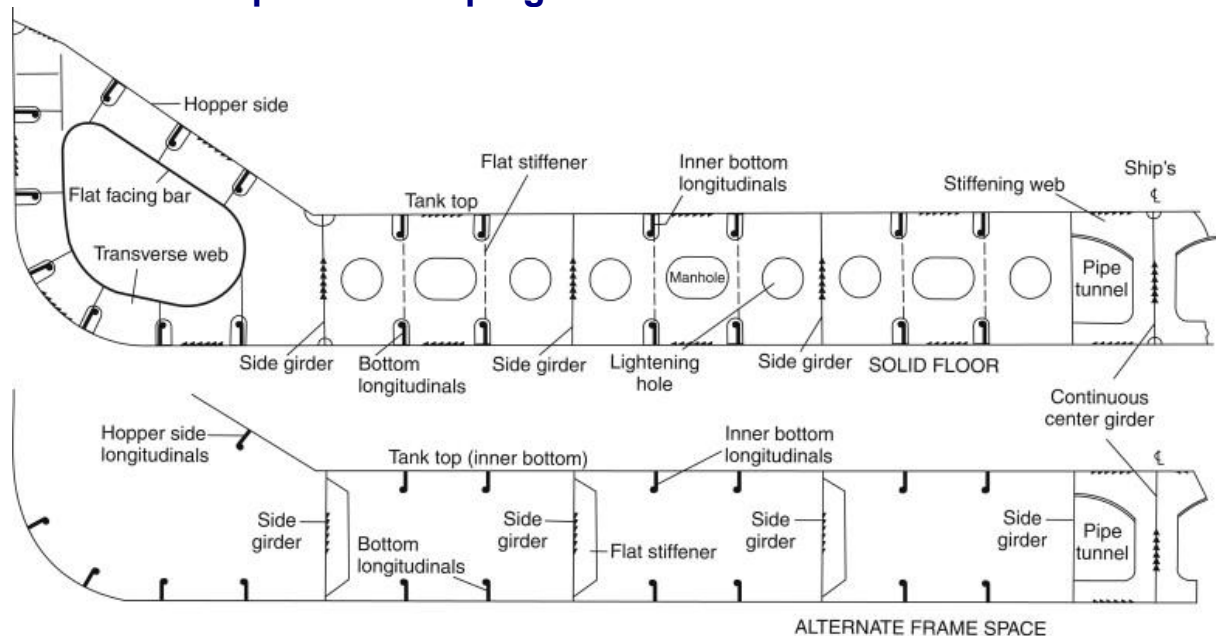 Hopper side
Flat stiffener
Inner bottom
longitudinals
Ship's
℄
Stiffening web
Flat facing bar
Tank top
Transverse web
Manhole
Pipe
tunnel
Side girder
Bottom
longitudinals
Side girder
Lightening
hole
Side girder
SOLID FLOOR
Continuous
center girder
Hopper side
longitudinals
Tank top (inner bottom)
Inner bottom
longitudinals
℄
Side
girder
Bottom
longitudinals
Side
girder
Flat stiffener
Side
girder
Side
girder
Pipe
tunnel
ALTERNATE FRAME SPACE